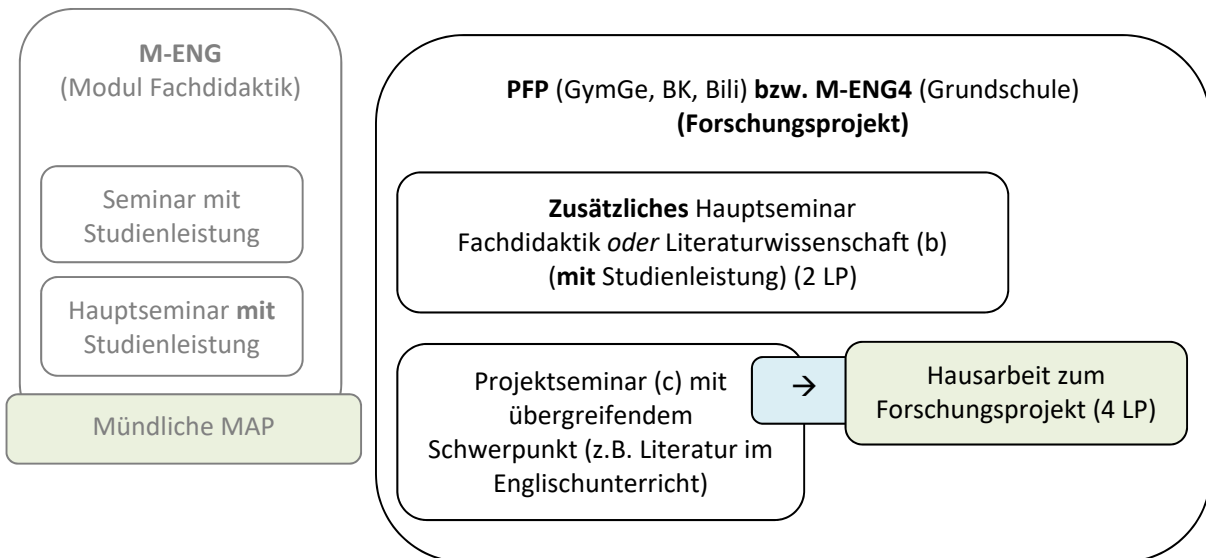 M-ENG
(Modul Fachdidaktik)
Seminar mit
Studienleistung
Hauptseminar mit
Studienleistung
Mündliche MAP
PFP (GymGe, BK, Bili) bzw. M-ENG4 (Grundschule)
(Forschungsprojekt)
Zusätzliches Hauptseminar
Fachdidaktik oder Literaturwissenschaft (b)
(mit Studienleistung) (2 LP)
Projektseminar (c) mit
übergreifendem
Schwerpunkt (z.B. Literatur im
Englischunterricht)
→
Hausarbeit zum
Forschungsprojekt (4 LP)